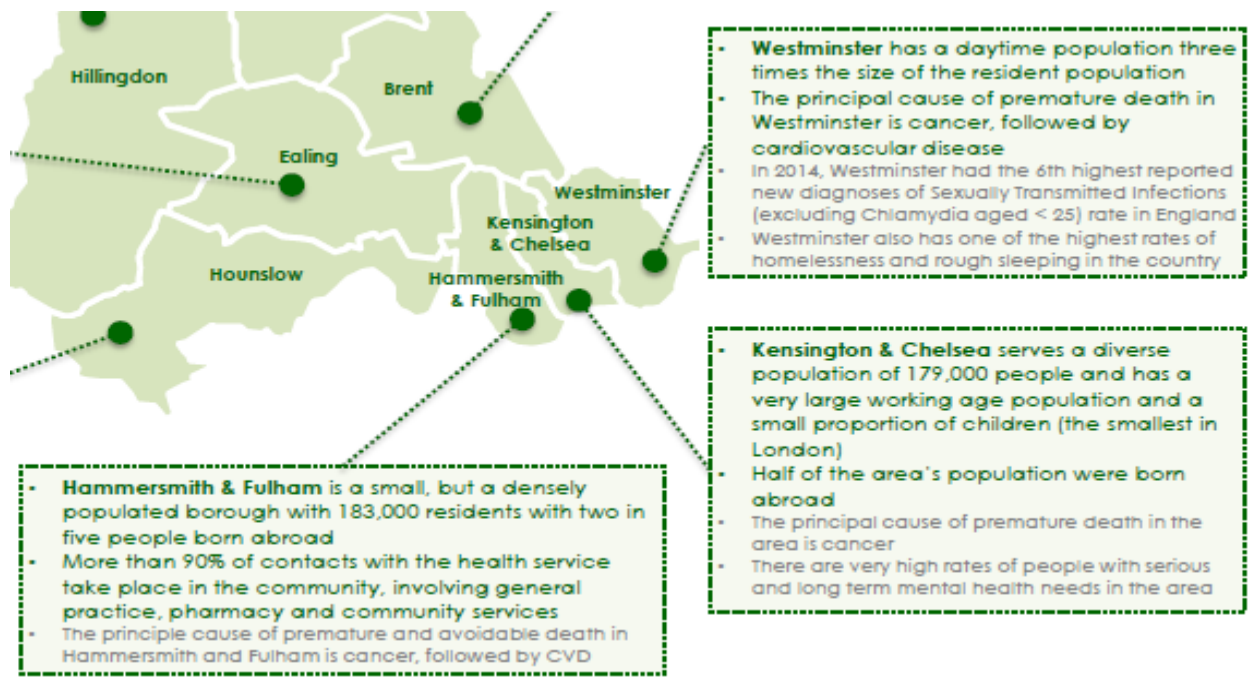 Hillingdon
Brent
Ealing
Westminster
Kensington
& Chelsea
Hounslow
Hammersmith
& Fulham
• Westminster has a daytime population three
times the size of the resident population
• The principal cause of premature death in
Westminster is cancer, followed by
cardiovascular disease
• In 2014, Westminster had the 6th highest reported
new diagnoses of Sexually Transmitted Infections
(excluding Chlamydia aged < 25) rate in England
• Westminster also has one of the highest rates of
homelessness and rough sleeping in the country
• Kensington & Chelsea serves a diverse
population of 179,000 people and has a
very large working age population and a
small proportion of children (the smallest in
London)
• Half of the area's population were born
abroad
• The principal cause of premature death in the
area is cancer
• There are very high rates of people with serious
and long term mental health needs in the area
• Hammersmith & Fulham is a small, but a densely
populated borough with 183,000 residents with two in
five people born abroad
• More than 90% of contacts with the health service
take place in the community, involving general
practice, pharmacy and community services
• The principle cause of premature and avoidable death in
Hammersmith and Fulham is cancer, followed by CVD